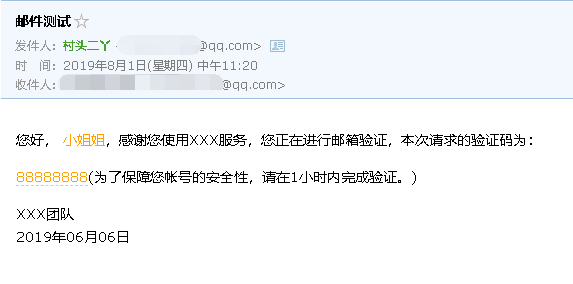 邮件测试☆
发件人：村头二丫 @qq.com>
时　间：2019年8月1日(星期四) 中午11:20
收件人： @qq.com>
您好， 小姐姐，感谢您使用XXX服务，您正在进行邮箱验证，本次请求的验证码为：
88888888(为了保障您帐号的安全性，请在1小时内完成验证。)
XXX团队
2019年06月06日